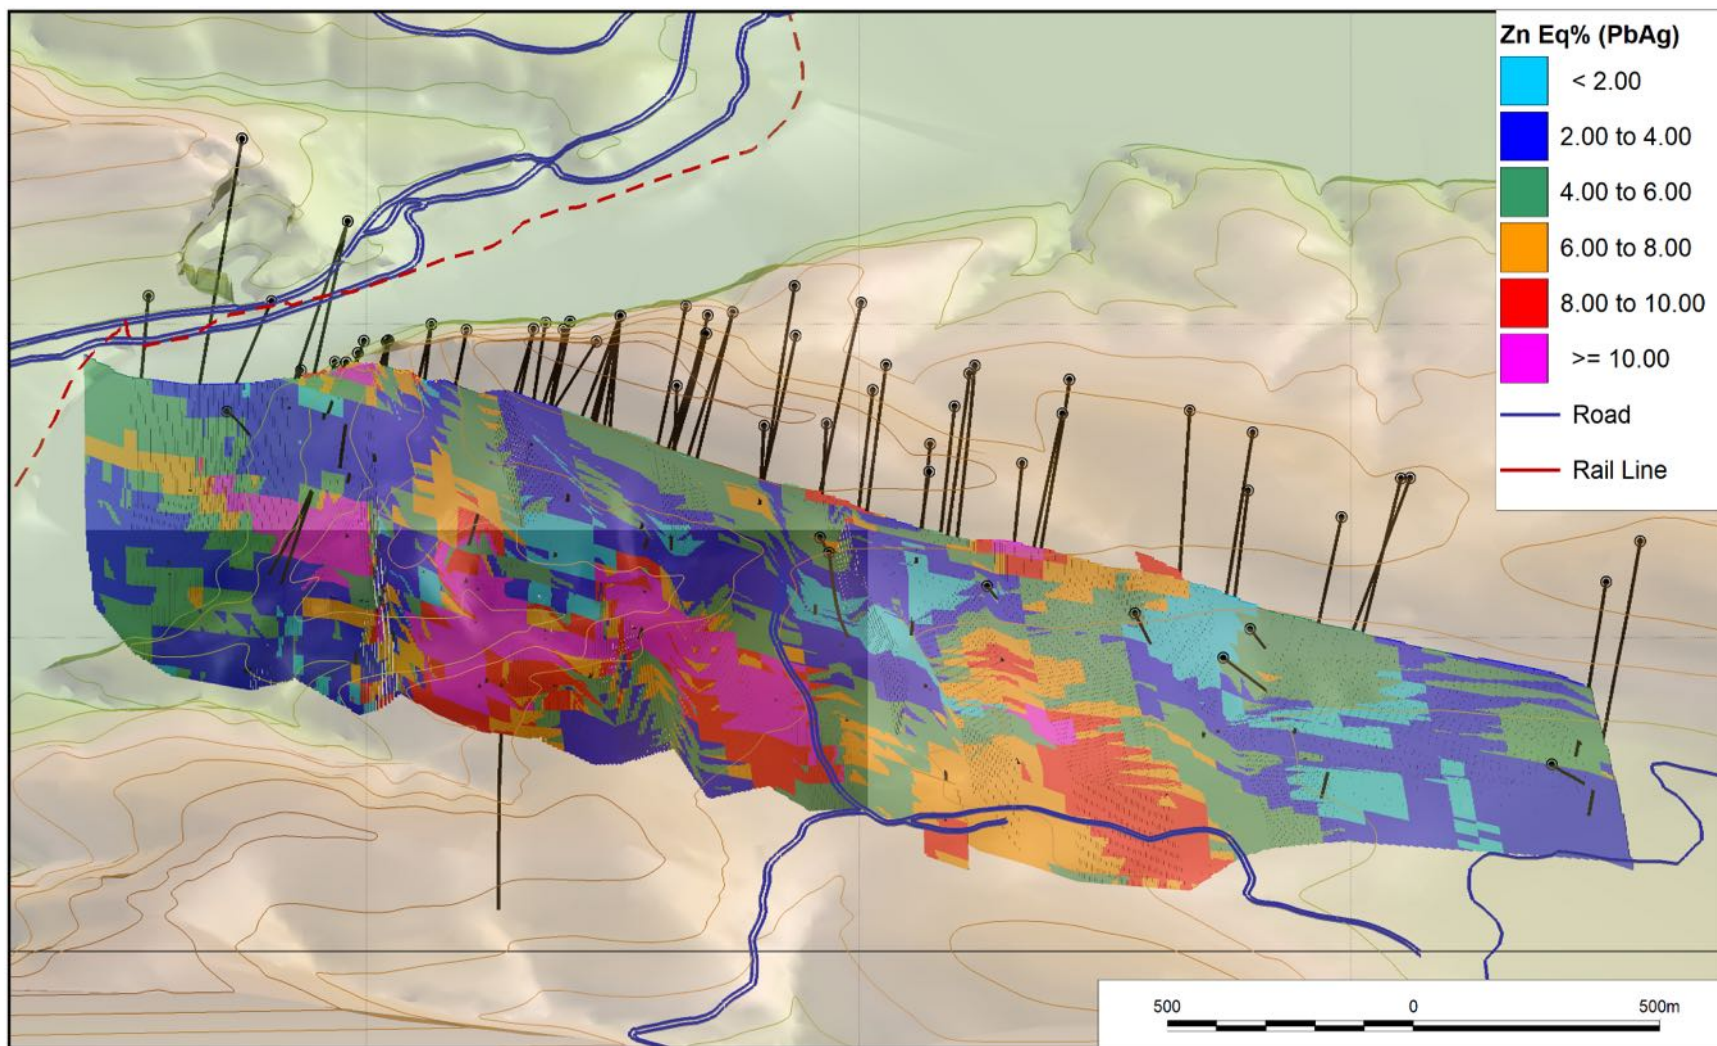 Zn Eq% (PbAg)
< 2.00
2.00 to 4.00
4.00 to 6.00
6.00 to 8.00
8.00 to 10.00
>= 10.00
Road
Rail Line
500 0 500m